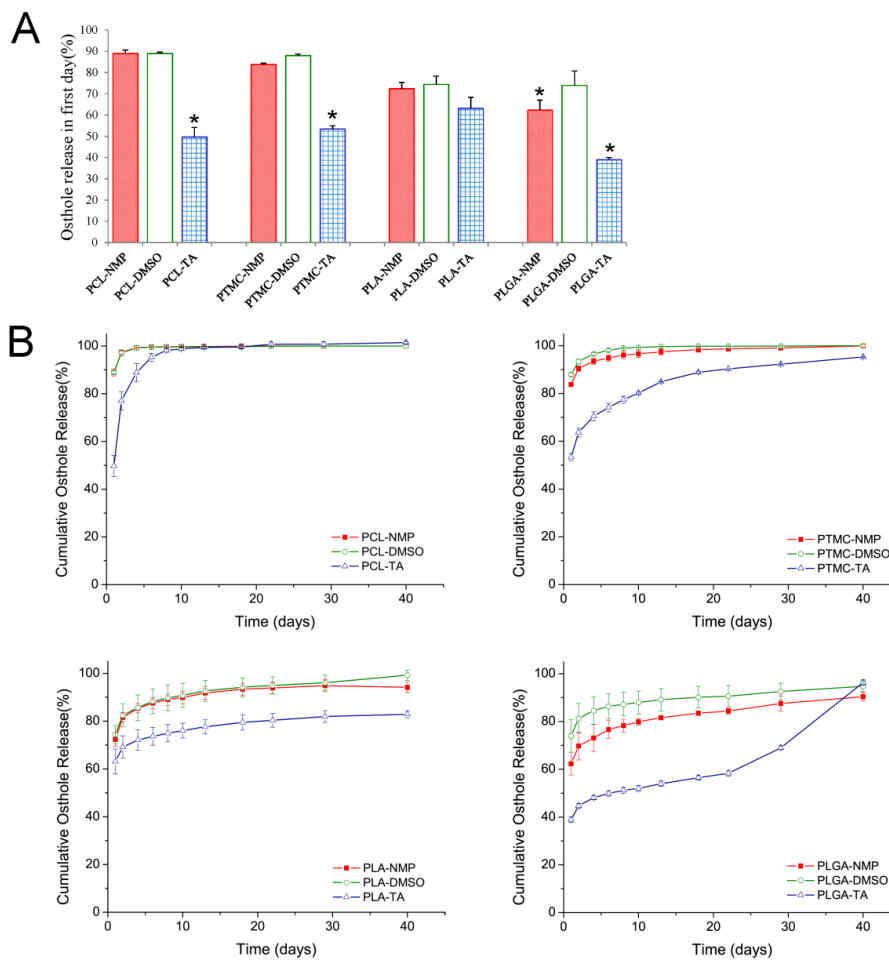 A
Osthole release in first day(%)
100
90
80
70
60
50
40
30
20
10
0
*
*
*
*
PCL-NMP
PCL-DMSO
PCL-TA
PTMC-NMP
PTMC-DMSO
PTMC-TA
PLA-NMP
PLA-DMSO
PLA-TA
PLGA-NMP
PLGA-DMSO
PLGA-TA
B
Cumulative Osthole Release(%)
100
80
60
40
20
0
PCL-NMP
PCL-DMSO
PCL-TA
0 10 20 30 40
Time (days)
Cumulative Osthole Release(%)
100
80
60
40
20
0
PTMC-NMP
PTMC-DMSO
PTMC-TA
0 10 20 30 40
Time (days)
Cumulative Osthole Release(%)
100
80
60
40
20
0
PLA-NMP
PLA-DMSO
PLA-TA
0 10 20 30 40
Time (days)
Cumulative Osthole Release(%)
100
80
60
40
20
0
PLGA-NMP
PLGA-DMSO
PLGA-TA
0 10 20 30 40
Time (days)